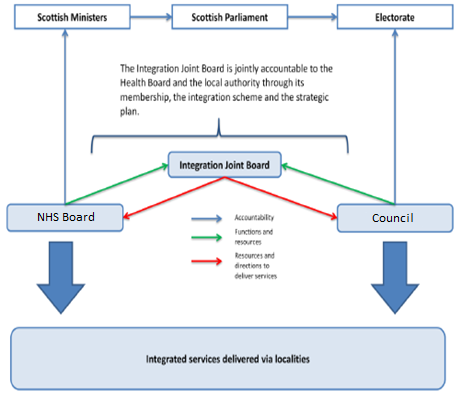 Scottish Ministers
Scottish Parliament
Electorate
The Integration Joint Board is jointly accountable to the
Health Board and the local authority through its
membership, the integration scheme and the strategic
plan.
Integration Joint Board
NHS Board
Council
Accountability
Functions and
resources
Resources and
directions to
deliver services
Integrated services delivered via localities